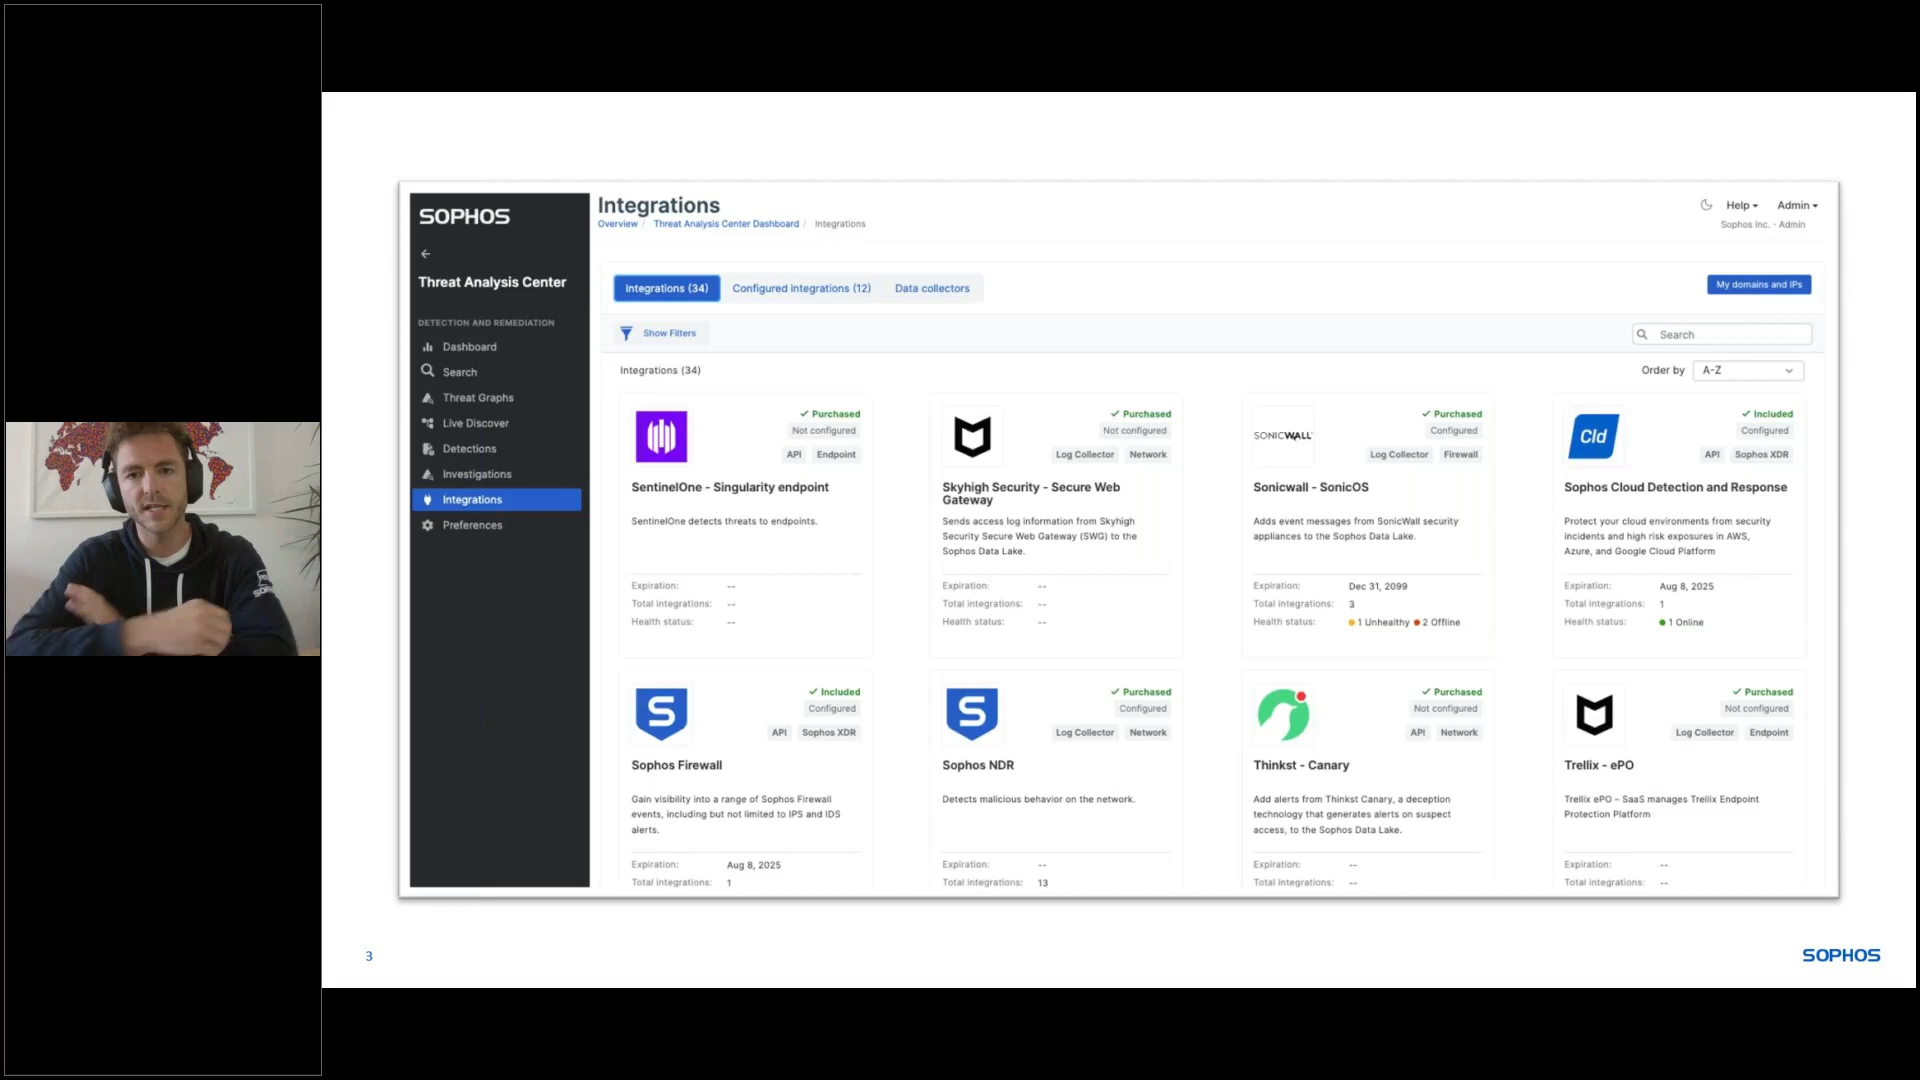 SOPHOS
Threat Analysis Center
DETECTION AND REMEDIATION
Dashboard
Search
Threat Graphs
Live Discover
Detections
Investigations
Integrations
Preferences
Integrations
Overview / Threat Analysis Center Dashboard / Integrations
Help
Admin
Sophos Inc. - Admin
Integrations (34)
Configured integrations (12)
Data collectors
My domains and IPs
Show Filters
Search
Integrations (34)
Order by
A-Z
Purchased
Not configured
API
Endpoint
SentinelOne - Singularity endpoint
SentinelOne detects threats to endpoints.
Expiration: --
Total integrations: --
Health status: --
Purchased
Not configured
Log Collector
Network
Skyhigh Security - Secure Web
Gateway
Sends access log information from Skyhigh
Security Secure Web Gateway (SWG) to the
Sophos Data Lake.
Expiration: --
Total integrations: --
Health status: --
SONICWALL
Purchased
Configured
Log Collector
Firewall
Sonicwall - SonicOS
Adds event messages from SonicWall security
appliances to the Sophos Data Lake.
Expiration: Dec 31, 2099
Total integrations: 3
Health status: 1 Unhealthy 2 Offline
Cld
Included
Configured
API
Sophos XDR
Sophos Cloud Detection and Response
Protect your cloud environments from security
incidents and high risk exposures in AWS,
Azure, and Google Cloud Platform
Expiration: Aug 8, 2025
Total integrations: 1
Health status: 1 Online
S
Included
Configured
API
Sophos XDR
Sophos Firewall
Gain visibility into a range of Sophos Firewall
events, including but not limited to IPS and IDS
alerts.
Expiration: Aug 8, 2025
Total integrations: 1
S
Purchased
Configured
Log Collector
Network
Sophos NDR
Detects malicious behavior on the network.
Expiration: --
Total integrations: 13
Purchased
Not configured
API
Network
Thinkst - Canary
Add alerts from Thinkst Canary, a deception
technology that generates alerts on suspect
access, to the Sophos Data Lake.
Expiration: --
Total integrations: --
Purchased
Not configured
Log Collector
Endpoint
Trellix - ePO
Trellix ePO – SaaS manages Trellix Endpoint
Protection Platform
Expiration: --
Total integrations: --
3
SOPHOS